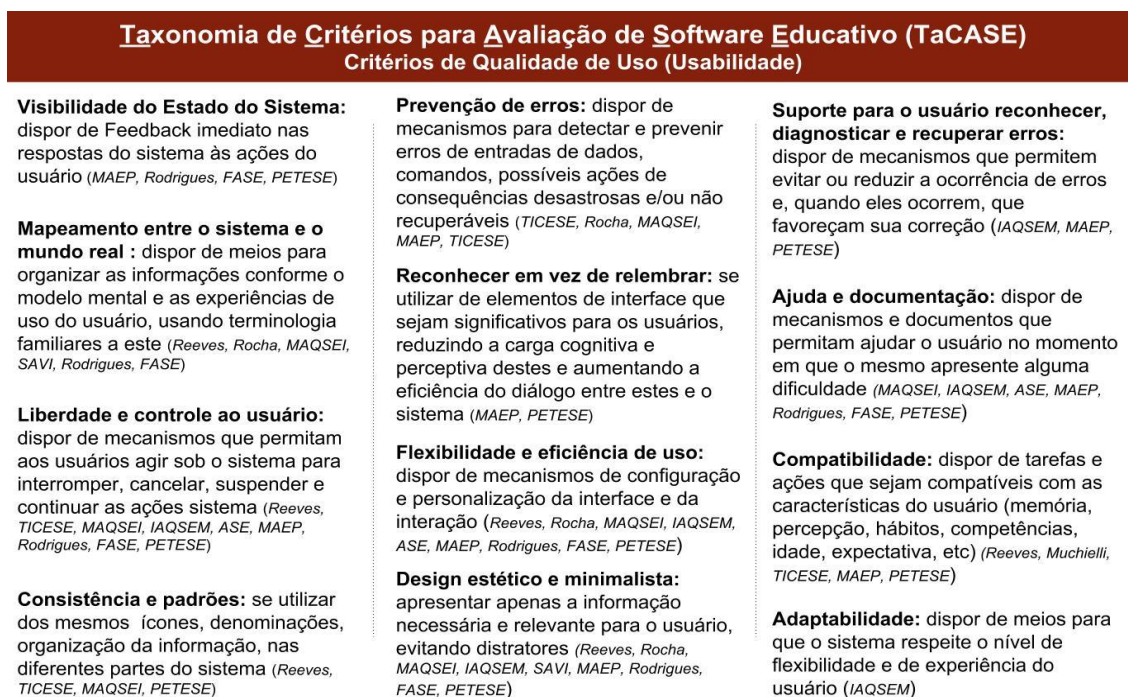 Taxonomia de Critérios para Avaliação de Software Educativo (TaCASE)
Critérios de Qualidade de Uso (Usabilidade)
Visibilidade do Estado do Sistema:
dispor de Feedback imediato nas
respostas do sistema às ações do
usuário (MAEP, Rodrigues, FASE, PETESE)
Mapeamento entre o sistema e o
mundo real : dispor de meios para
organizar as informações conforme o
modelo mental e as experiências de
uso do usuário, usando terminologia
familiares a este (Reeves, Rocha, MAQSEI,
SAVI, Rodrigues, FASE)
Liberdade e controle ao usuário:
dispor de mecanismos que permitam
aos usuários agir sob o sistema para
interromper, cancelar, suspender e
continuar as ações sistema (Reeves,
TICESE, MAQSEI, IAQSEM, ASE, MAEP,
Rodrigues, FASE, PETESE)
Consistência e padrões: se utilizar
dos mesmos ícones, denominações,
organização da informação, nas
diferentes partes do sistema (Reeves,
TICESE, MAQSEI, PETESE)
Prevenção de erros: dispor de
mecanismos para detectar e prevenir
erros de entradas de dados,
comandos, possíveis ações de
consequências desastrosas e/ou não
recuperáveis (TICESE, Rocha, MAQSEI,
MAEP, TICESE)
Reconhecer em vez de relembrar: se
utilizar de elementos de interface que
sejam significativos para os usuários,
reduzindo a carga cognitiva e
perceptiva destes e aumentando a
eficiência do diálogo entre estes e o
sistema (MAEP, PETESE)
Flexibilidade e eficiência de uso:
dispor de mecanismos de configuração
e personalização da interface e da
interação (Reeves, Rocha, MAQSEI, IAQSEM,
ASE, MAEP, Rodrigues, FASE, PETESE)
Design estético e minimalista:
apresentar apenas a informação
necessária e relevante para o usuário,
evitando distratores (Reeves, Rocha,
MAQSEI, IAQSEM, SAVI, MAEP, Rodrigues,
FASE, PETESE)
Suporte para o usuário reconhecer,
diagnosticar e recuperar erros:
dispor de mecanismos que permitem
evitar ou reduzir a ocorrência de erros
e, quando eles ocorrem, que
favoreçam sua correção (IAQSEM, MAEP,
PETESE)
Ajuda e documentação: dispor de
mecanismos e documentos que
permitam ajudar o usuário no momento
em que o mesmo apresente alguma
dificuldade (MAQSEI, IAQSEM, ASE, MAEP,
Rodrigues, FASE, PETESE)
Compatibilidade: dispor de tarefas e
ações que sejam compatíveis com as
características do usuário (memória,
percepção, hábitos, competências,
idade, expectativa, etc) (Reeves, Muchielli,
TICESE, MAEP, PETESE)
Adaptabilidade: dispor de meios para
que o sistema respeite o nível de
flexibilidade e de experiência do
usuário (IAQSEM)